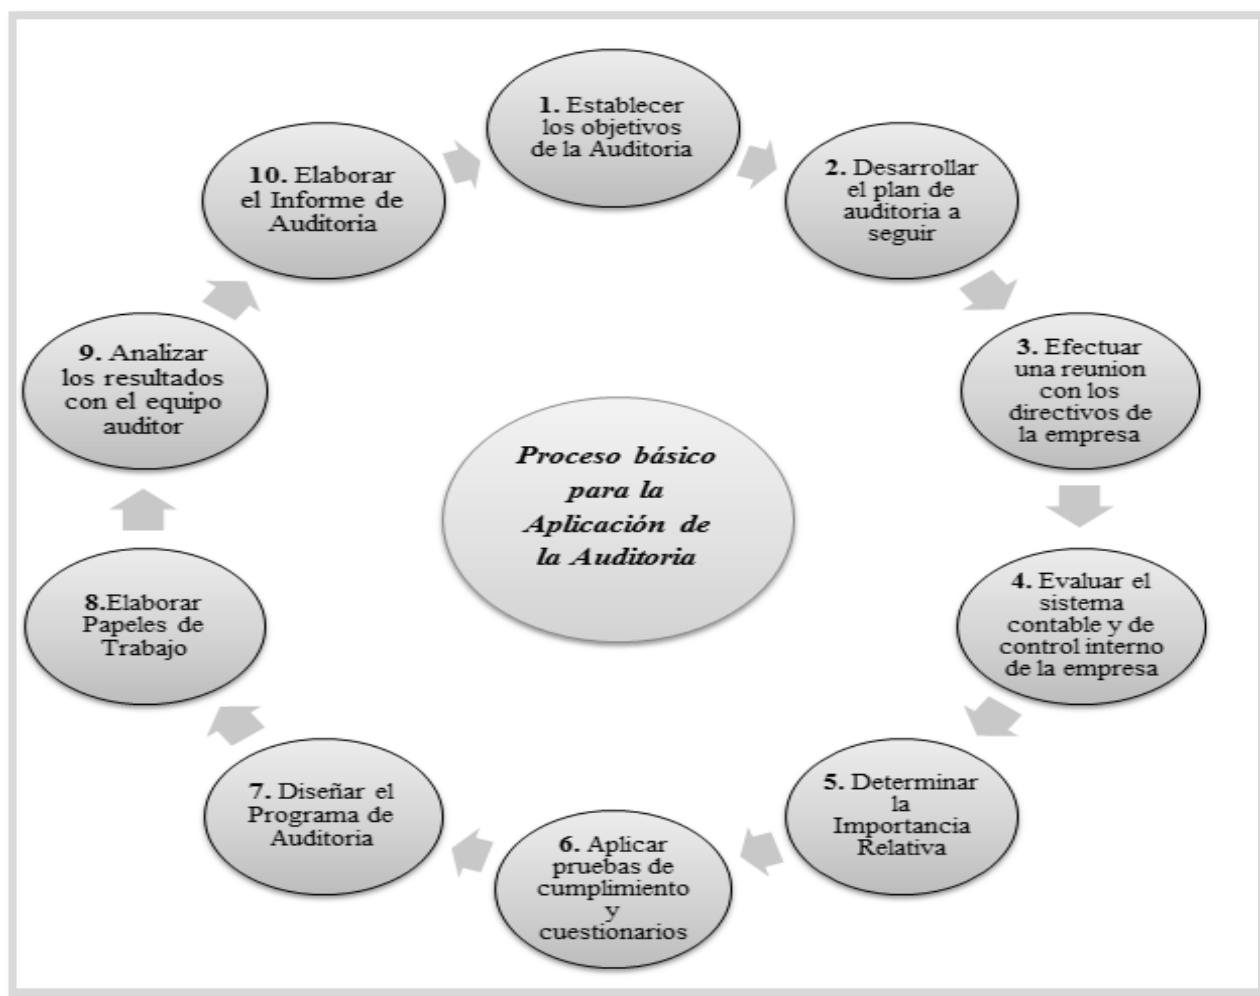 1. Establecer
los objetivos
de la Auditoria
2. Desarrollar
el plan de
auditoria a
seguir
3. Efectuar
una reunion
con los
directivos de
la empresa
4. Evaluar el
sistema
contable y de
control interno
de la empresa
5. Determinar
la
Importancia
Relativa
6. Aplicar
pruebas de
cumplimiento
y
cuestionarios
7. Diseñar el
Programa de
Auditoria
8.Elaborar
Papeles de
Trabajo
9. Analizar
los resultados
con el equipo
auditor
10. Elaborar
el Informe de
Auditoria
Proceso básico
para la
Aplicación de
la Auditoria